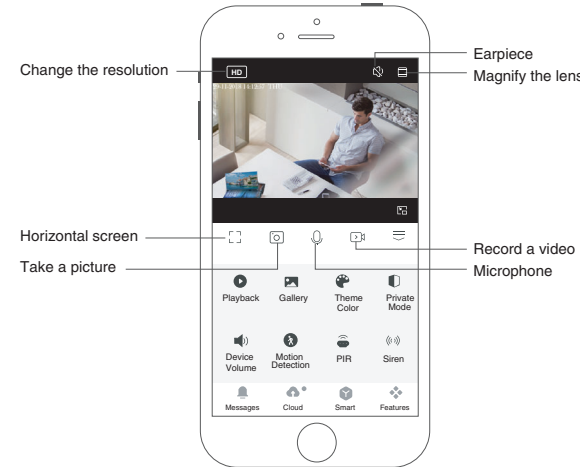 Change the resolution
HD
Earpiece
Magnify the lens
Horizontal screen
Take a picture
Record a video
Microphone
Playback
Gallery
Theme
Color
Private
Mode
Device
Volume
Motion
Detection
PIR
Siren
Messages
Cloud
Smart
Features